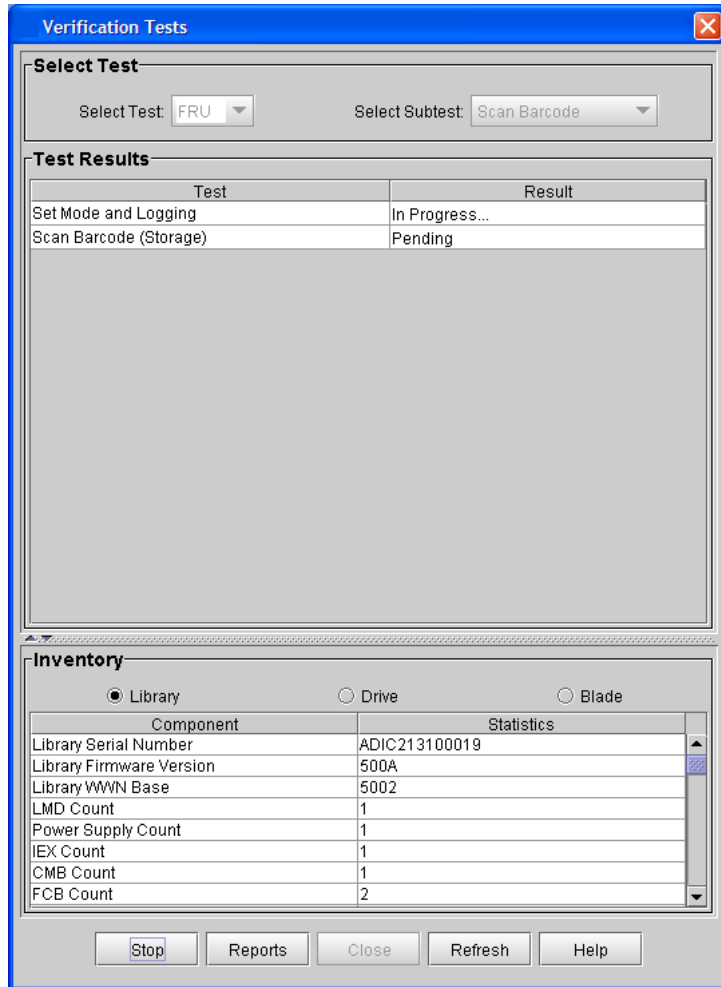 Verification Tests
Select Test
Select Test: FRU Select Subtest: Scan Barcode
Test Results
Test Result
Set Mode and Logging In Progress...
Scan Barcode (Storage) Pending
Inventory
Library Drive Blade
Component Statistics
Library Serial Number ADIC213100019
Library Firmware Version 500A
Library WWN Base 5002
LMD Count 1
Power Supply Count 1
IEX Count 1
CMB Count 1
FCB Count 2
Stop Reports Close Refresh Help